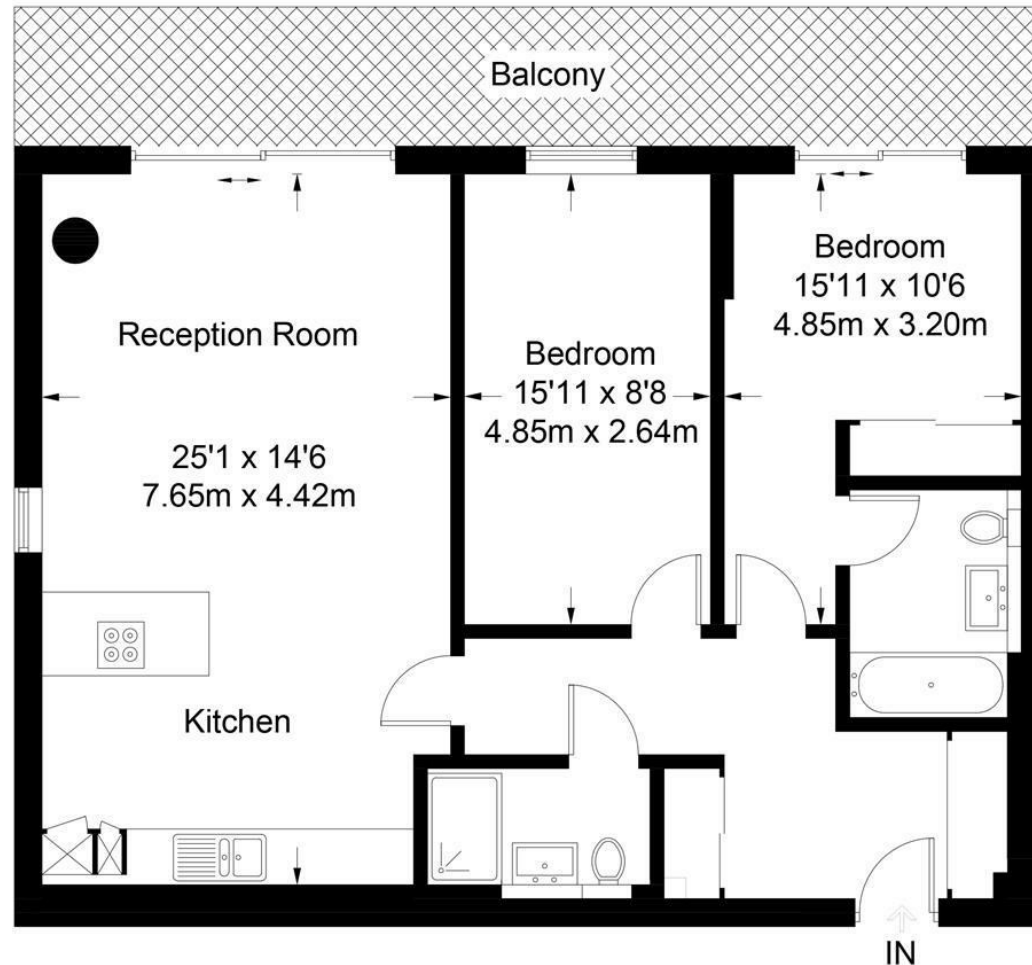 Balcony
Reception Room
25'1 x 14'6
7.65m x 4.42m
Kitchen
Bedroom
15'11 x 8'8
4.85m x 2.64m
Bedroom
15'11 x 10'6
4.85m x 3.20m
IN